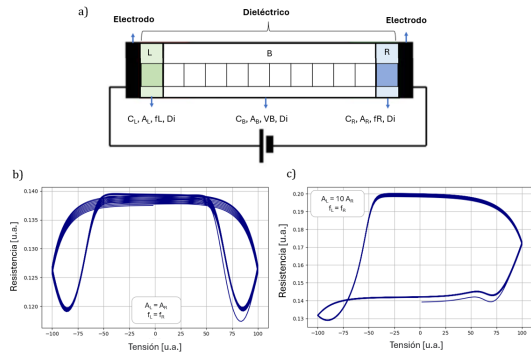 a)
Dieléctrico
Electrodo
Electrodo
L
B
R
C_L, A_L, fL, Di
C_B, A_B, VB, Di
C_R, A_R, fR, Di
b)
Resistencia [u.a.]
0.140
0.135
0.130
0.125
0.120
A_L = A_R
f_L = f_R
-100
-75
-50
-25
0
25
50
75
100
Tensión [u.a.]
c)
Resistencia [u.a.]
0.20
0.19
0.18
0.17
0.16
0.15
0.14
0.13
A_L = 10 A_R
f_L = f_R
-100
-75
-50
-25
0
25
50
75
100
Tensión [u.a.]